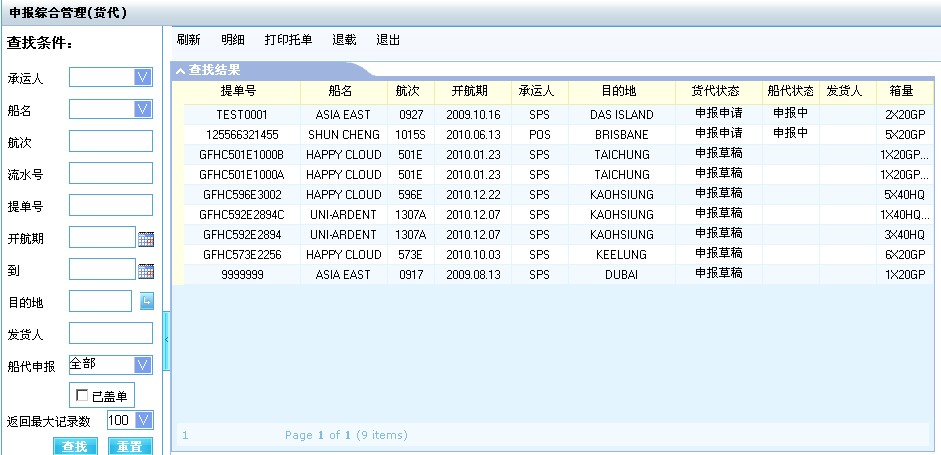 申报综合管理(货代)
查找条件：
承运人
船名
航次
流水号
提单号
开航期
到
目的地
发货人
船代申报 全部
已盖单
返回最大记录数 100
查找 重置
刷新 明细 打印托单 退载 退出
查找结果
提单号 船名 航次 开航期 承运人 目的地 货代状态 船代状态 发货人 箱量
TEST0001 ASIA EAST 0927 2009.10.16 SPS DAS ISLAND 申报申请 申报中 2X20GP
125566321455 SHUN CHENG 1015S 2010.06.13 POS BRISBANE 申报申请 申报中 5X20GP
GFHC501E1000B HAPPY CLOUD 501E 2010.01.23 SPS TAICHUNG 申报草稿 1X20GP...
GFHC501E1000A HAPPY CLOUD 501E 2010.01.23 SPS TAICHUNG 申报草稿 1X20GP...
GFHC596E3002 HAPPY CLOUD 596E 2010.12.22 SPS KAOHSIUNG 申报草稿 5X40HQ
GFHC592E2894C UNI-ARDENT 1307A 2010.12.07 SPS KAOHSIUNG 申报草稿 1X40HQ...
GFHC592E2894 UNI-ARDENT 1307A 2010.12.07 SPS KAOHSIUNG 申报草稿 3X40HQ
GFHC573E2256 HAPPY CLOUD 573E 2010.10.03 SPS KEELUNG 申报草稿 6X20GP
9999999 ASIA EAST 0917 2009.08.13 SPS DUBAI 申报草稿 1X20GP
1 Page 1 of 1 (9 items)